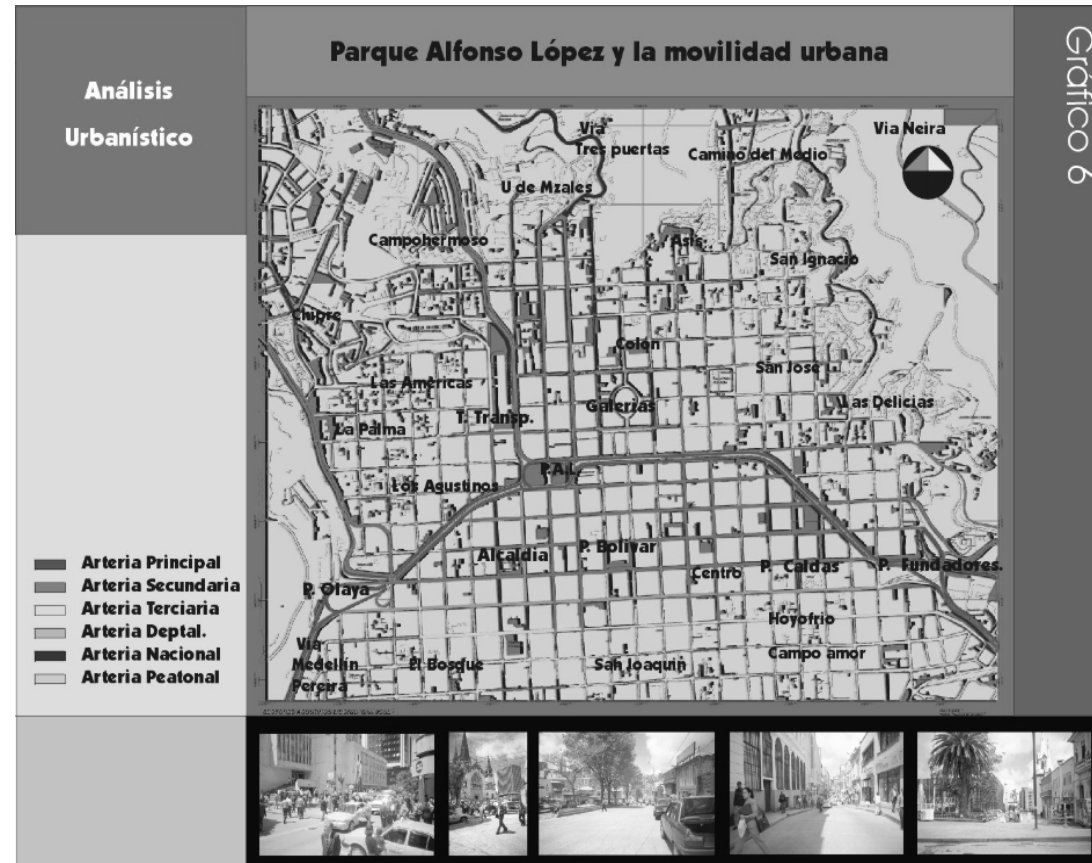 Parque Alfonso López y la movilidad urbana
Gráfico 6
Análisis
Urbanístico
Vía
Tres puertas
Camino del Medio
Via Neira
U de Mzales
Campohermoso
Asis.
San Ignacio
Chipre
Colón
San José
Las Américas
Galerías
Las Delicias
T. Transp.
La Palma
P.A.L.
Los Agustinos
Alcaldía
P. Bolívar
Centro
P. Caldas
P. Fundadores.
P. Olaya
Hoyofrio
Vía
Medellín
Pereira
El Bosque
San Joaquin
Campo amor
Arteria Principal
Arteria Secundaria
Arteria Terciaria
Arteria Deptal.
Arteria Nacional
Arteria Peatonal